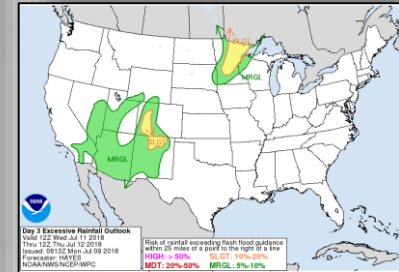 SLGT
MRGL
SLGT
MRGL
noaa
Day 3 Excessive Rainfall Outlook
Valid 12Z Wed Jul 11 2018
Thru 12Z Thu Jul 12 2018
Issued: 0813Z Mon Jul 09 2018
Forecaster: HAYES
NOAA/NWS/NCEP/WPC
Risk of rainfall exceeding flash flood guidance
within 25 miles of a point to the right of a line
HIGH: > 50% SLGT: 10%-20%
MDT: 20%-50% MRGL: 5%-10%